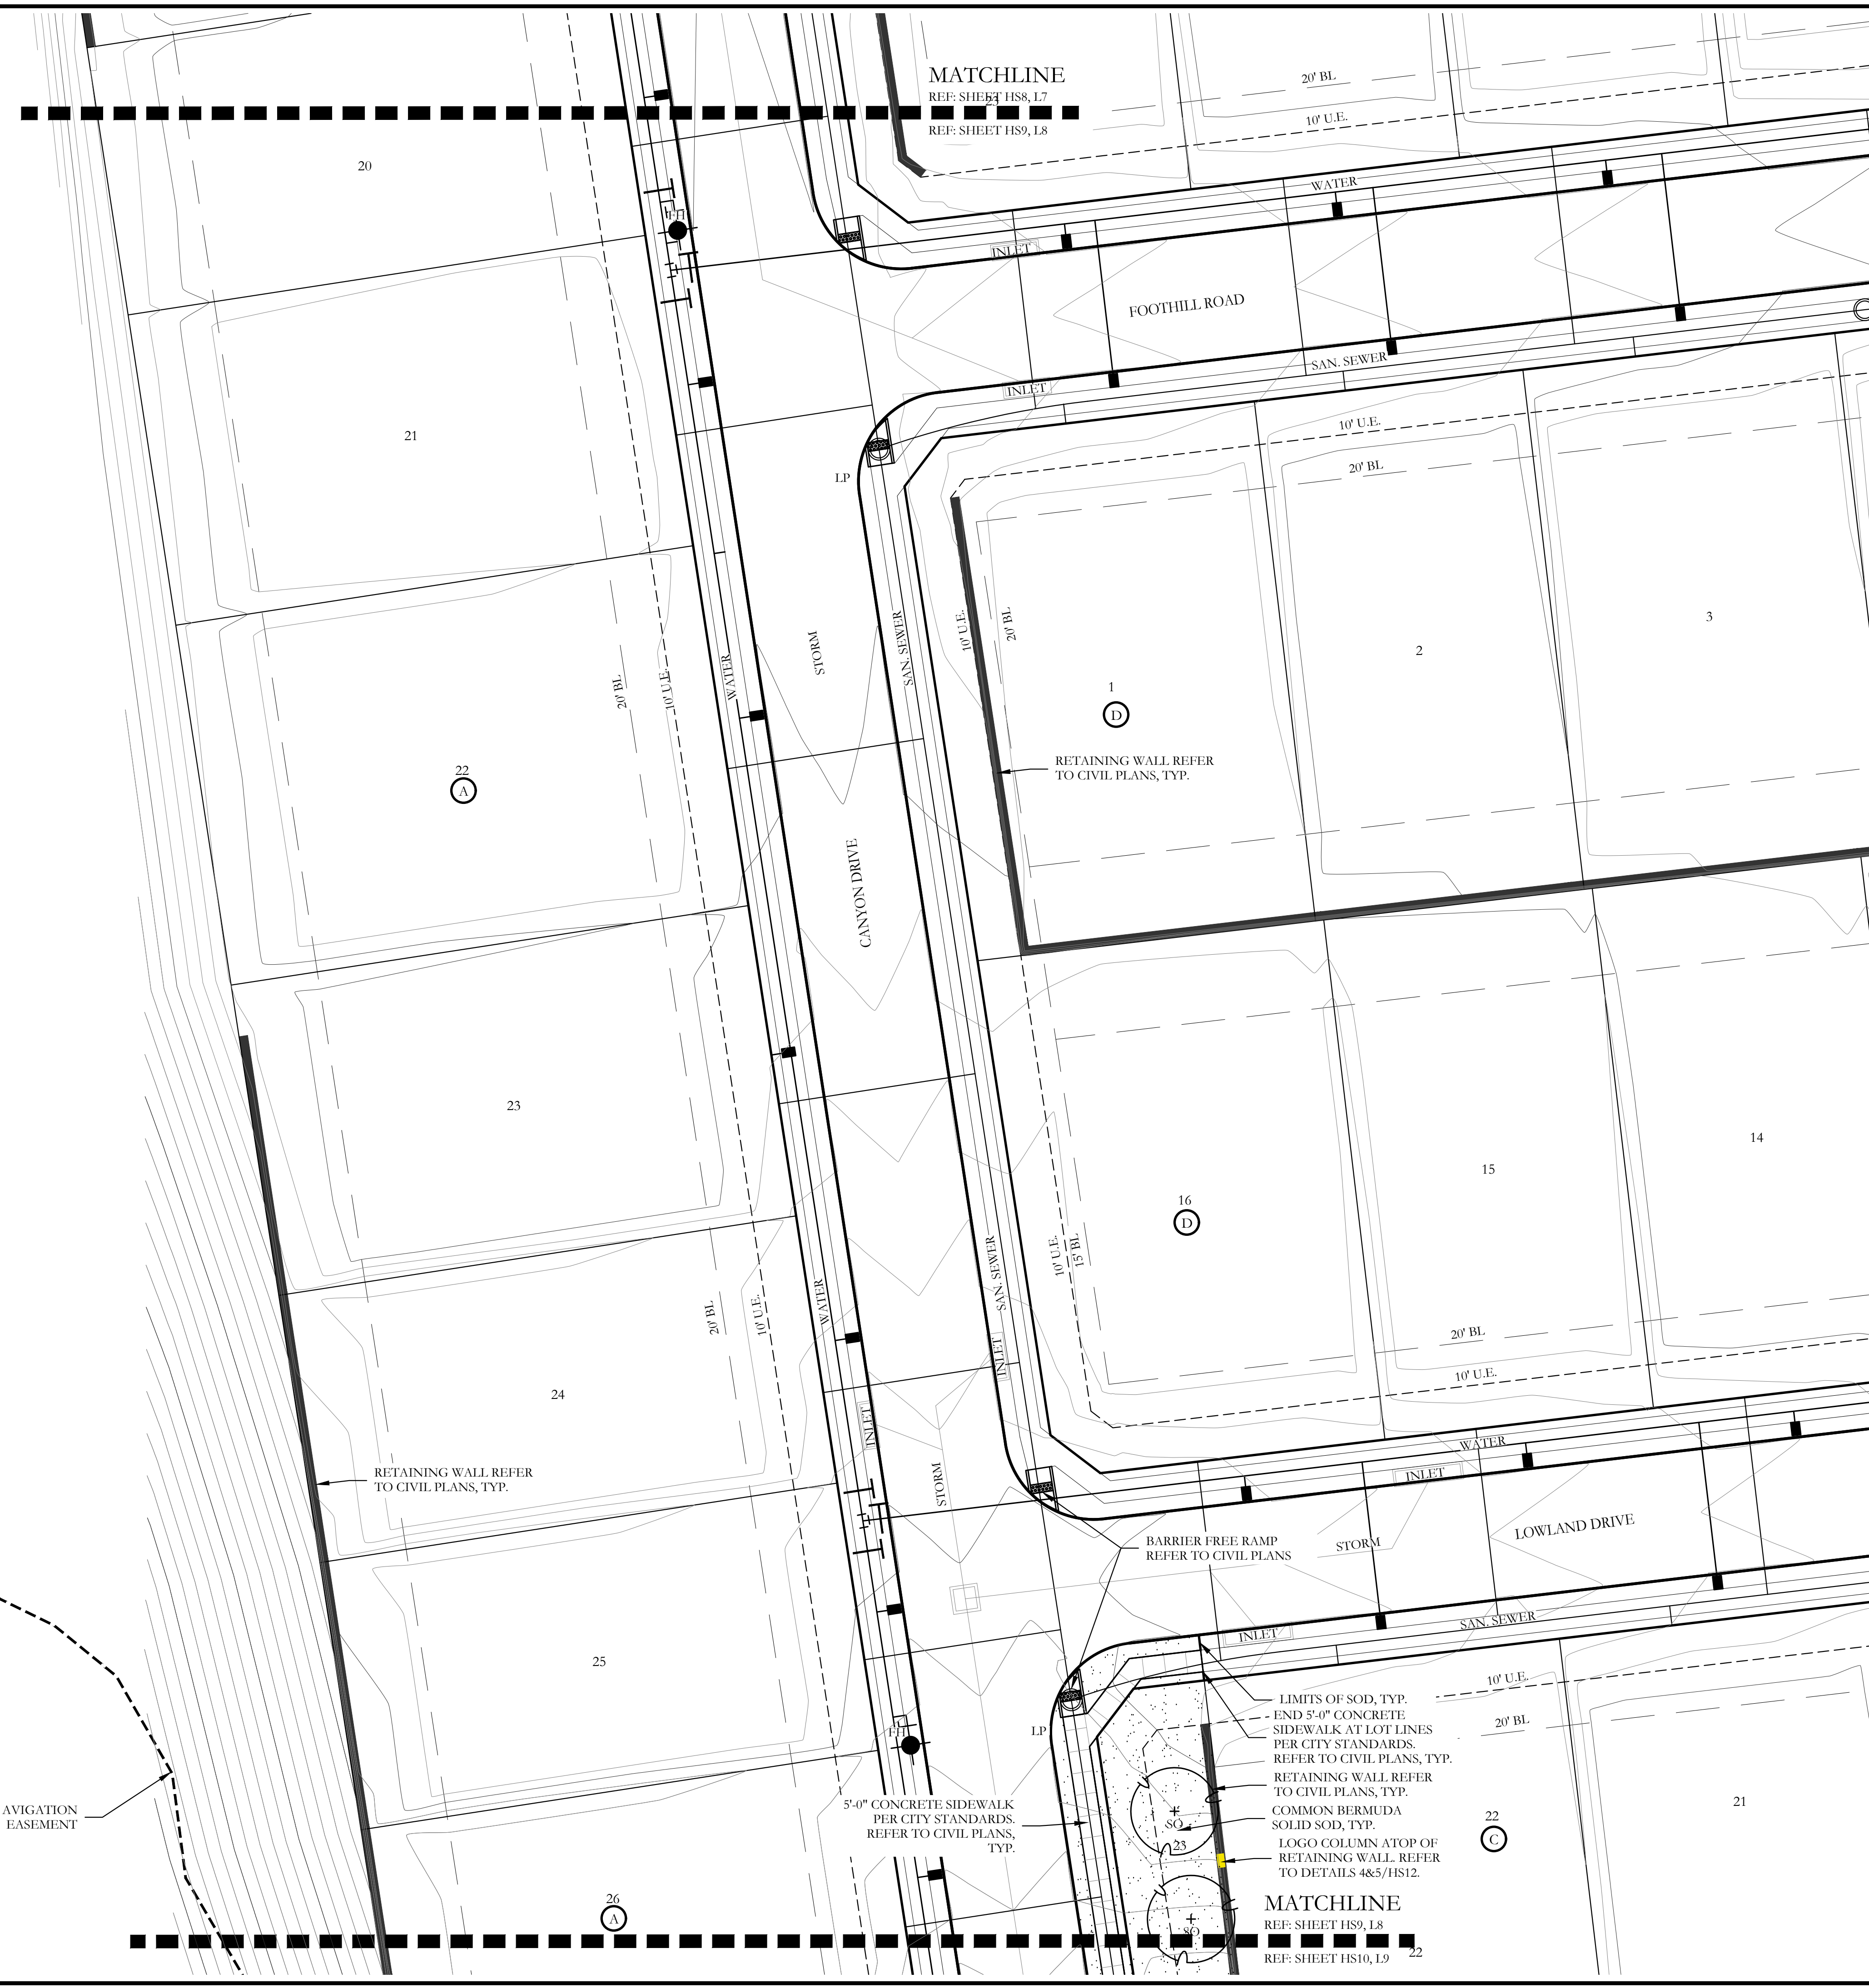 MATCHLINE
REF: SHEET HS8, L7
23
REF: SHEET HS9, L8
20' BL
10' U.E.
20
WATER
FH
INLET
FOOTHILL ROAD
SAN. SEWER
INLET
21
10' U.E.
20' BL
LP
3
STORM
SAN. SEWER
10' U.E.
20' BL
2
WATER
20' BL
10' U.E.
1
D
RETAINING WALL REFER
TO CIVIL PLANS, TYP.
22
A
CANYON DRIVE
23
14
15
16
D
10' U.E.
15' BL
SAN. SEWER
WATER
20' BL
10' U.E.
INLET
20' BL
10' U.E.
24
INLET
WATER
INLET
RETAINING WALL REFER
TO CIVIL PLANS, TYP.
STORM
LOWLAND DRIVE
BARRIER FREE RAMP
REFER TO CIVIL PLANS
STORM
SAN. SEWER
INLET
25
10' U.E.
20' BL
LIMITS OF SOD, TYP.
END 5'-0" CONCRETE
SIDEWALK AT LOT LINES
PER CITY STANDARDS.
REFER TO CIVIL PLANS, TYP.
LP
FH
RETAINING WALL REFER
TO CIVIL PLANS, TYP.
5'-0" CONCRETE SIDEWALK
PER CITY STANDARDS.
REFER TO CIVIL PLANS,
TYP.
COMMON BERMUDA
SOLID SOD, TYP.
SO
23
LOGO COLUMN ATOP OF
RETAINING WALL. REFER
TO DETAILS 4&5/HS12.
22
C
21
AVIGATION
EASEMENT
26
A
SO
MATCHLINE
REF: SHEET HS9, L8
REF: SHEET HS10, L9
22